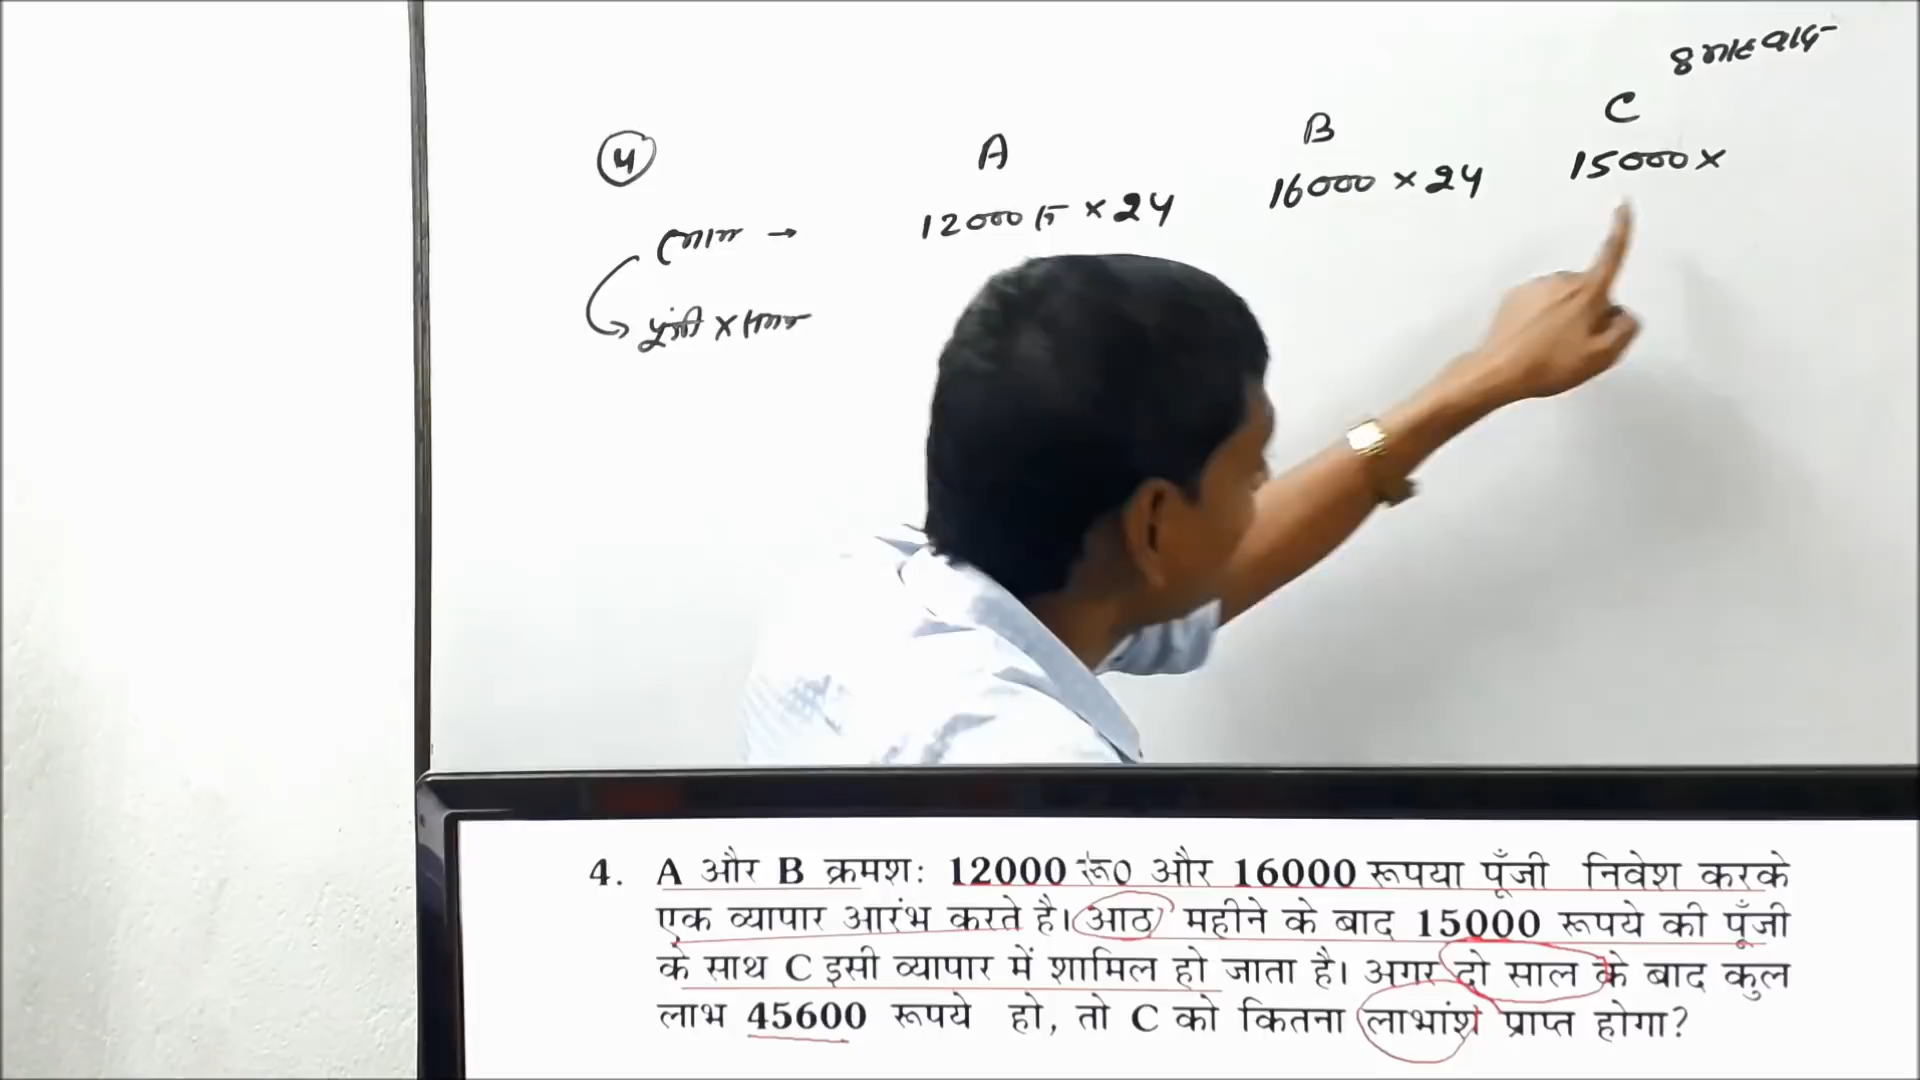 8 माह बाद
C
B
A
4
15000 ×
16000 × 24
12000 रु × 24
लाभ →
पूंजी × समय
4. A और B क्रमश: 12000 रू0 और 16000 रूपया पूँजी निवेश करके
एक व्यापार आरंभ करते है। आठ महीने के बाद 15000 रूपये की पूँजी
के साथ C इसी व्यापार में शामिल हो जाता है। अगर दो साल के बाद कुल
लाभ 45600 रूपये हो, तो C को कितना लाभांश प्राप्त होगा?